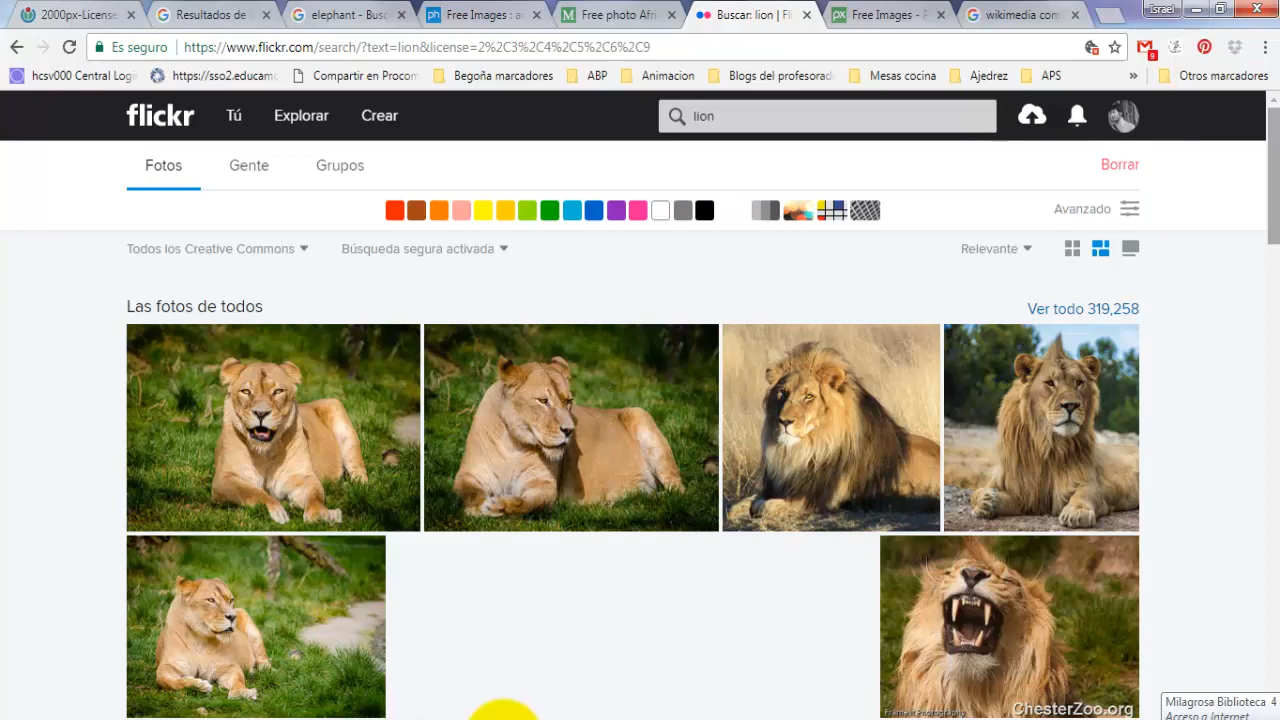 2000px-License
Resultados de
elephant - Bus
Free Images : a
Free photo Afri
Buscar: lion | Fl
Free Images - P
wikimedia com
Israel
Es seguro
https://www.flickr.com/search/?text=lion&license=2%2C3%2C4%2C5%2C6%2C9
9
hcsv000 Central Logi
https://sso2.educam
Compartir en Procom
Begoña marcadores
ABP
Animacion
Blogs del profesorad
Mesas cocina
Ajedrez
APS
»
Otros marcadores
flickr
Tú
Explorar
Crear
lion
Fotos
Gente
Grupos
Borrar
Avanzado
Todos los Creative Commons
Búsqueda segura activada
Relevante
Las fotos de todos
Ver todo 319,258
ChesterZoo.org
Milagrosa Biblioteca 4
Acceso a Internet